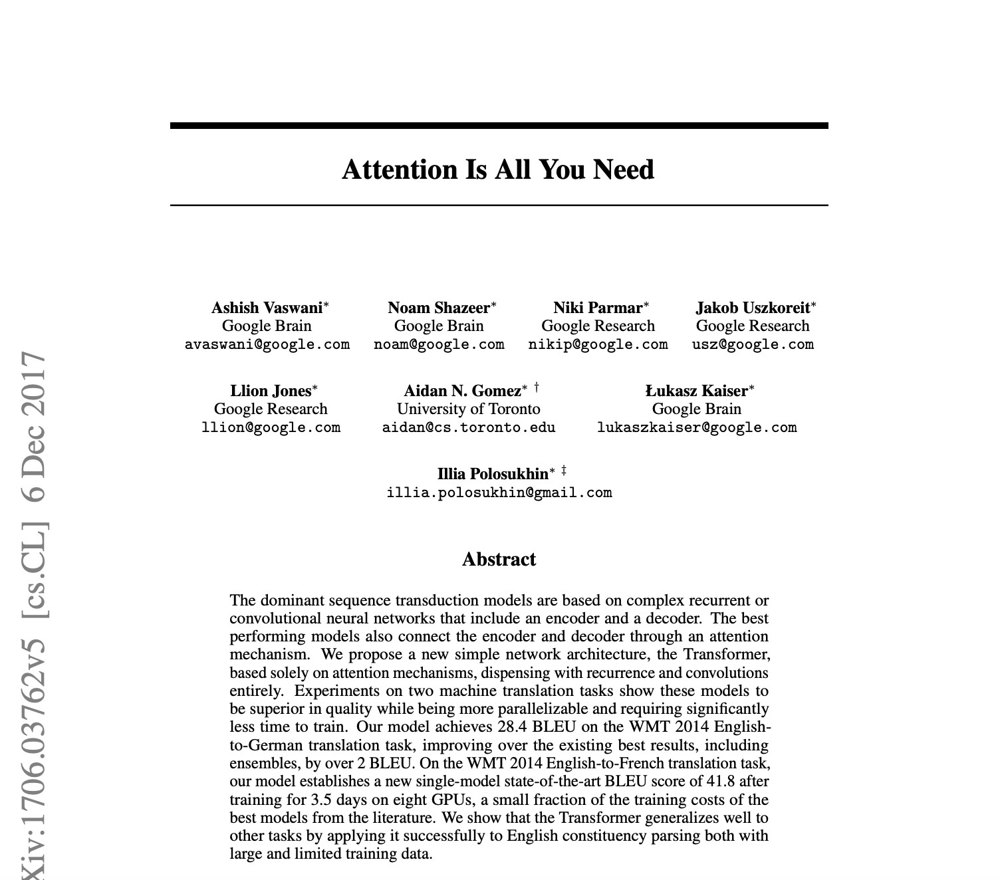 Attention Is All You Need
Ashish Vaswani* Noam Shazeer* Niki Parmar* Jakob Uszkoreit*
Google Brain Google Brain Google Research Google Research
avaswani@google.com noam@google.com nikip@google.com usz@google.com
Llion Jones* Aidan N. Gomez* † Łukasz Kaiser*
Google Research University of Toronto Google Brain
llion@google.com aidan@cs.toronto.edu lukaszkaiser@google.com
Illia Polosukhin* ‡
illia.polosukhin@gmail.com
Abstract
The dominant sequence transduction models are based on complex recurrent or
convolutional neural networks that include an encoder and a decoder. The best
performing models also connect the encoder and decoder through an attention
mechanism. We propose a new simple network architecture, the Transformer,
based solely on attention mechanisms, dispensing with recurrence and convolutions
entirely. Experiments on two machine translation tasks show these models to
be superior in quality while being more parallelizable and requiring significantly
less time to train. Our model achieves 28.4 BLEU on the WMT 2014 English-
to-German translation task, improving over the existing best results, including
ensembles, by over 2 BLEU. On the WMT 2014 English-to-French translation task,
our model establishes a new single-model state-of-the-art BLEU score of 41.8 after
training for 3.5 days on eight GPUs, a small fraction of the training costs of the
best models from the literature. We show that the Transformer generalizes well to
other tasks by applying it successfully to English constituency parsing both with
large and limited training data.
Xiv:1706.03762v5 [cs.CL] 6 Dec 2017